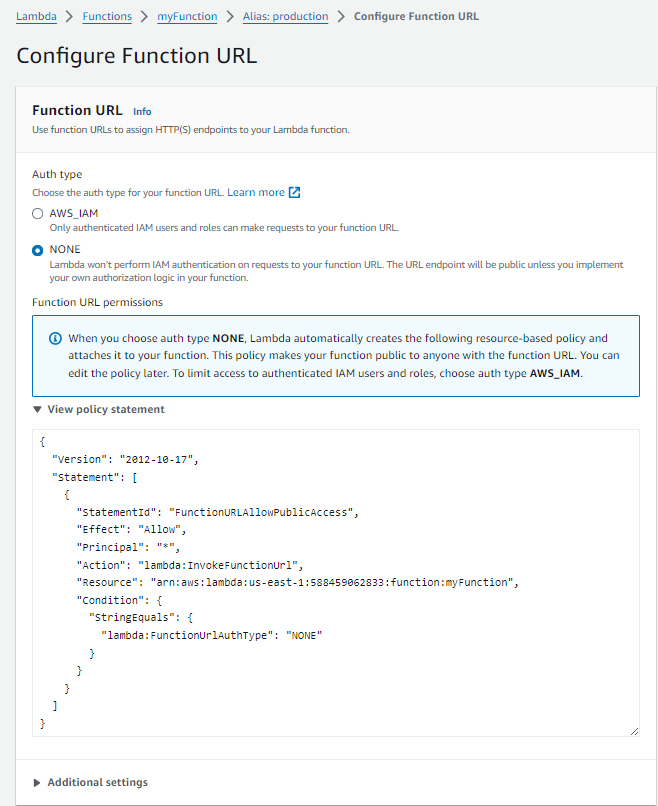 Lambda > Functions > myFunction > Alias: production > Configure Function URL
Configure Function URL
Function URL Info
Use function URLs to assign HTTP(S) endpoints to your Lambda function.
Auth type
Choose the auth type for your function URL. Learn more
AWS_IAM
Only authenticated IAM users and roles can make requests to your function URL.
NONE
Lambda won't perform IAM authentication on requests to your function URL. The URL endpoint will be public unless you implement
your own authorization logic in your function.
Function URL permissions
When you choose auth type NONE, Lambda automatically creates the following resource-based policy and
attaches it to your function. This policy makes your function public to anyone with the function URL. You can
edit the policy later. To limit access to authenticated IAM users and roles, choose auth type AWS_IAM.
View policy statement
{
  "Version": "2012-10-17",
  "Statement": [
    {
      "StatementId": "FunctionURLAllowPublicAccess",
      "Effect": "Allow",
      "Principal": "*",
      "Action": "lambda:InvokeFunctionUrl",
      "Resource": "arn:aws:lambda:us-east-1:588459062833:function:myFunction",
      "Condition": {
        "StringEquals": {
          "lambda:FunctionUrlAuthType": "NONE"
        }
      }
    }
  ]
}
Additional settings